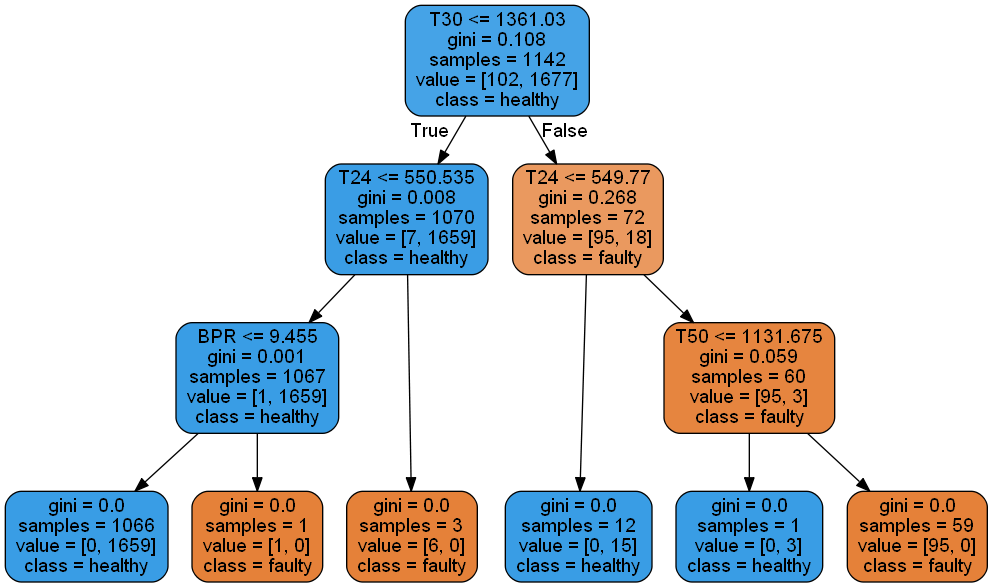 T30 <= 1361.03
gini = 0.108
samples = 1142
value = [102, 1677]
class = healthy
True
False
T24 <= 550.535
gini = 0.008
samples = 1070
value = [7, 1659]
class = healthy
T24 <= 549.77
gini = 0.268
samples = 72
value = [95, 18]
class = faulty
BPR <= 9.455
gini = 0.001
samples = 1067
value = [1, 1659]
class = healthy
T50 <= 1131.675
gini = 0.059
samples = 60
value = [95, 3]
class = faulty
gini = 0.0
samples = 1066
value = [0, 1659]
class = healthy
gini = 0.0
samples = 1
value = [1, 0]
class = faulty
gini = 0.0
samples = 3
value = [6, 0]
class = faulty
gini = 0.0
samples = 12
value = [0, 15]
class = healthy
gini = 0.0
samples = 1
value = [0, 3]
class = healthy
gini = 0.0
samples = 59
value = [95, 0]
class = faulty